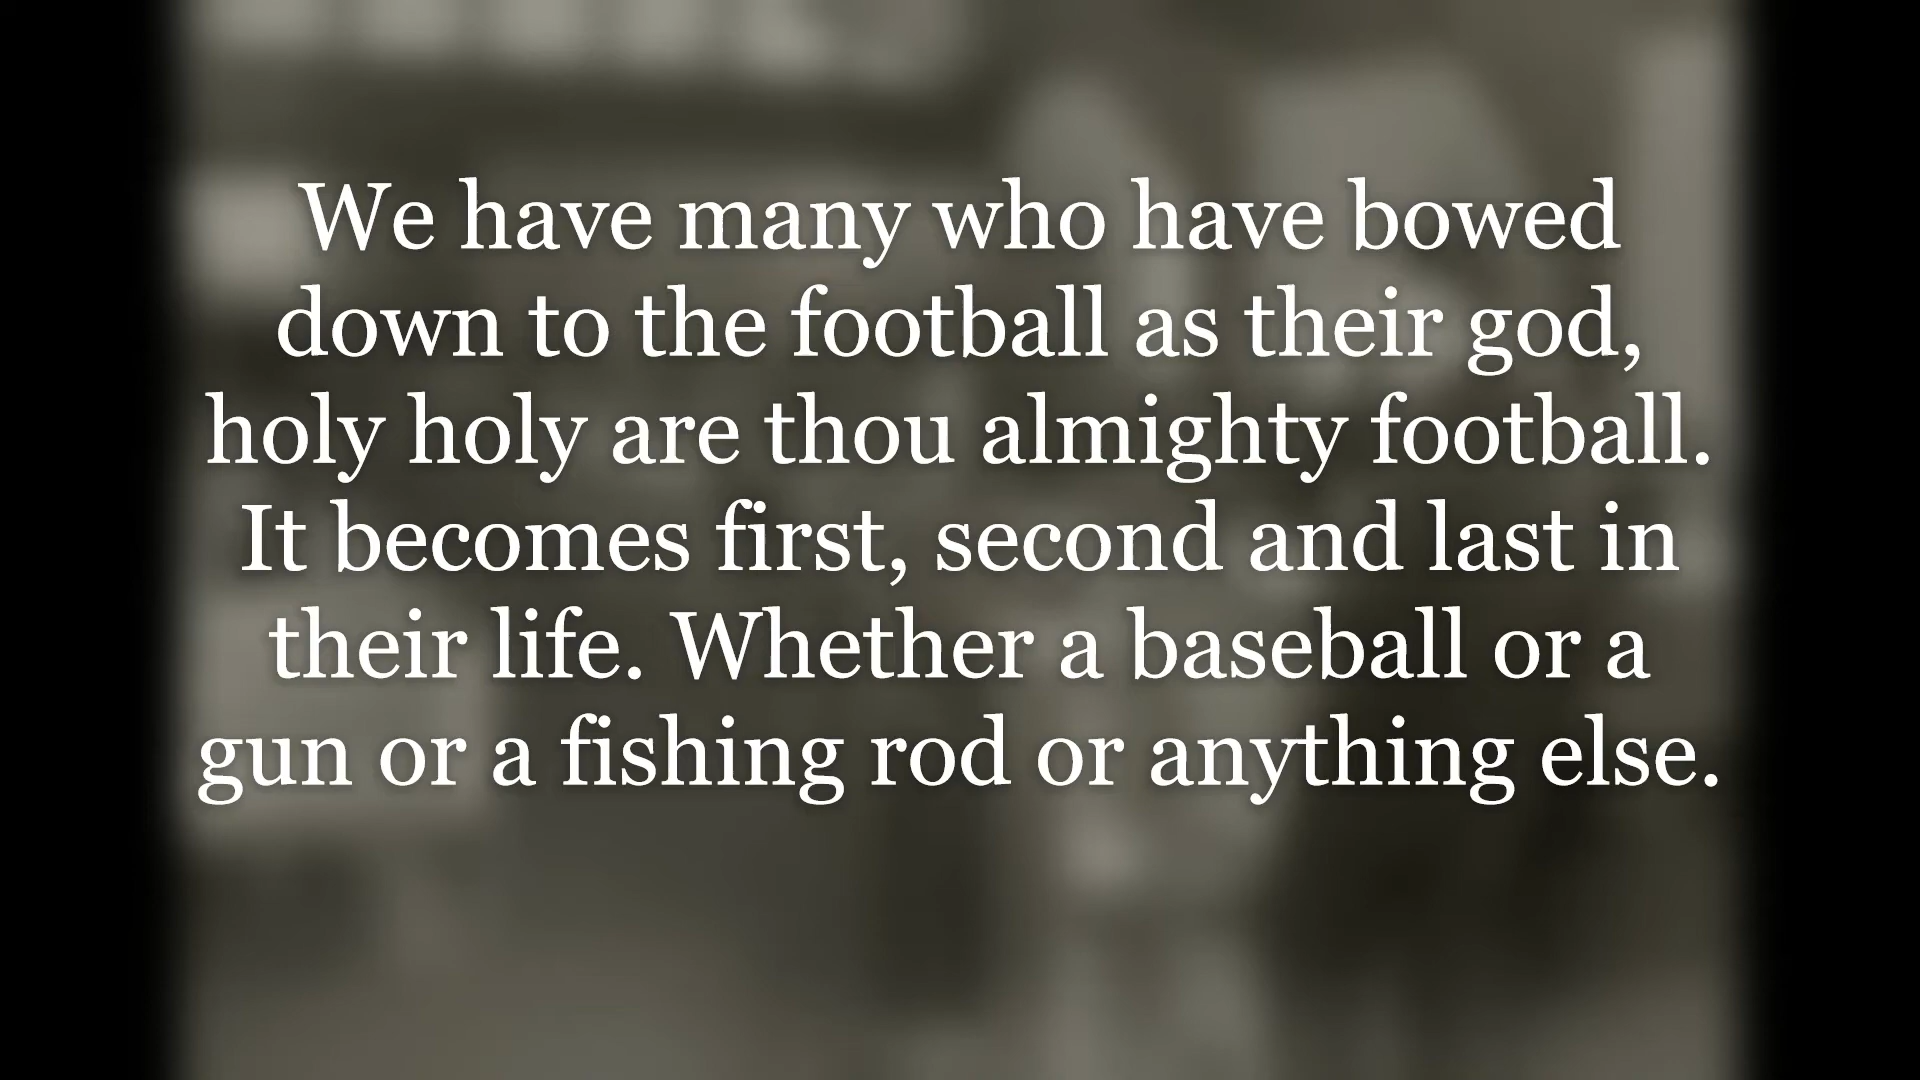 We have many who have bowed
down to the football as their god,
holy holy are thou almighty football.
It becomes first, second and last in
their life. Whether a baseball or a
gun or a fishing rod or anything else.